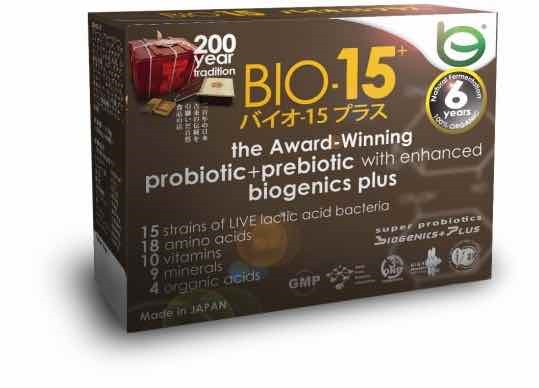 200
year
tradition
BIO-15+
バイオ-15 プラス
Natural Fermentation
6
years
100% organic
the Award-Winning
probiotic+prebiotic with enhanced
biogenics plus
15 strains of LIVE lactic acid bacteria
18 amino acids
10 vitamins
9 minerals
4 organic acids
super probiotics
BIOGENICS+PLUS
GMP
Made in JAPAN